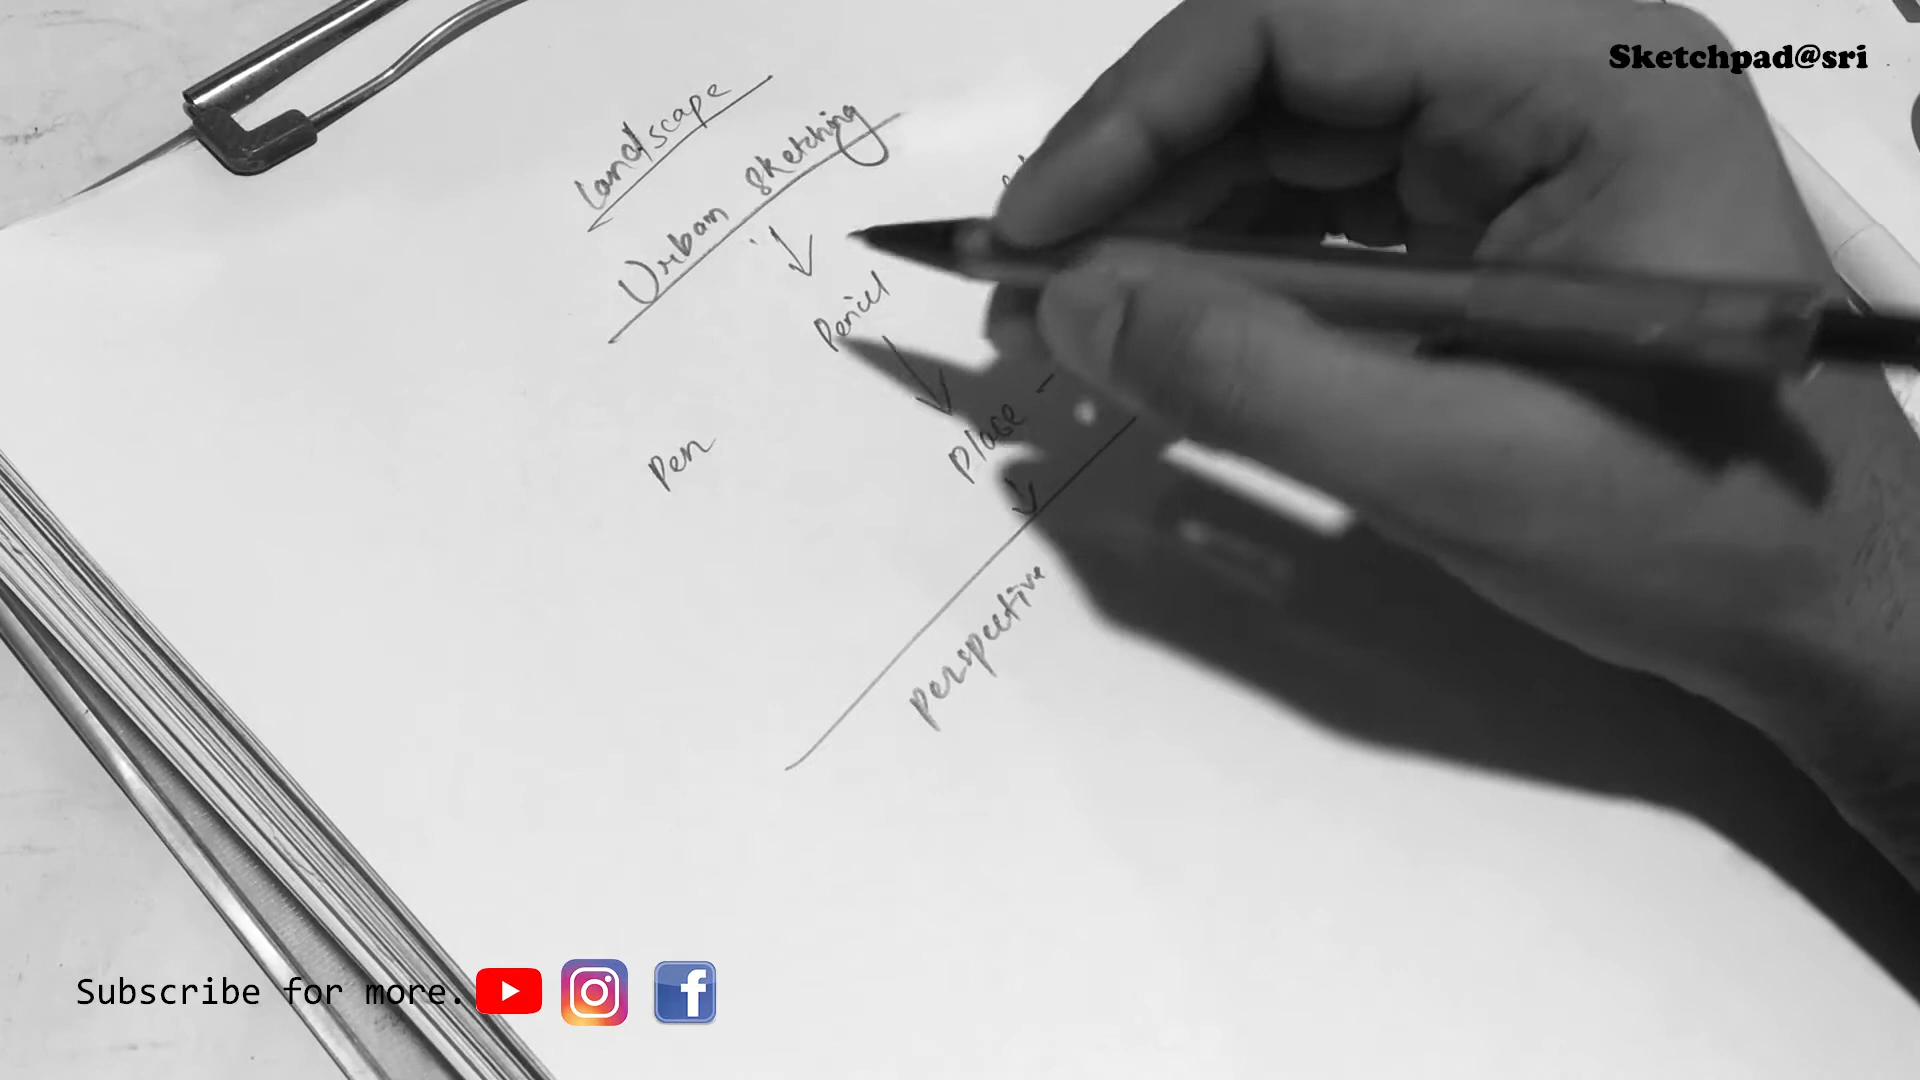 Sketchpad@sri
Landscape
Urban Sketching
Pencil
Pen
Place -
perspective
Subscribe for more.